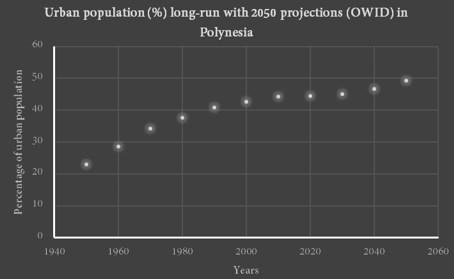 Urban population (%) long-run with 2050 projections (OWID) in
Polynesia
60
50
40
30
20
10
0
Percentage of urban population
1940 1960 1980 2000 2020 2040 2060
Years